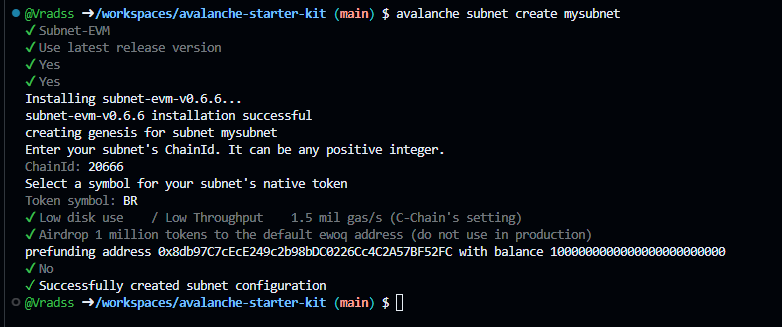 @Vradss ➜/workspaces/avalanche-starter-kit (main) $ avalanche subnet create mysubnet
✓ Subnet-EVM
✓ Use latest release version
✓ Yes
✓ Yes
Installing subnet-evm-v0.6.6...
subnet-evm-v0.6.6 installation successful
creating genesis for subnet mysubnet
Enter your subnet's ChainId. It can be any positive integer.
ChainId: 20666
Select a symbol for your subnet's native token
Token symbol: BR
✓ Low disk use    / Low Throughput    1.5 mil gas/s (C-Chain's setting)
✓ Airdrop 1 million tokens to the default ewoq address (do not use in production)
prefunding address 0x8db97C7cEcE249c2b98bDC0226Cc4C2A57BF52FC with balance 1000000000000000000000000
✓ No
✓ Successfully created subnet configuration
@Vradss ➜/workspaces/avalanche-starter-kit (main) $